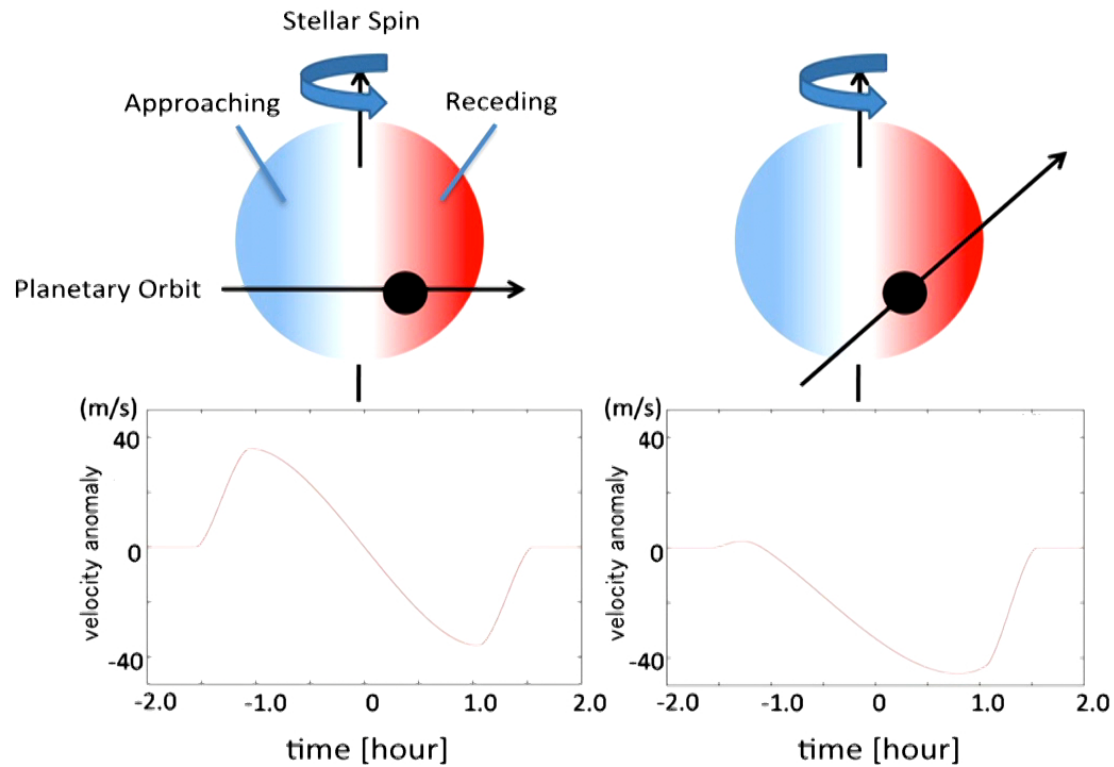 Stellar Spin
Approaching
Receding
Planetary Orbit
(m/s)
40
0
-40
velocity anomaly
-2.0 -1.0 0 1.0 2.0
time [hour]
(m/s)
40
0
-40
velocity anomaly
-2.0 -1.0 0 1.0 2.0
time [hour]